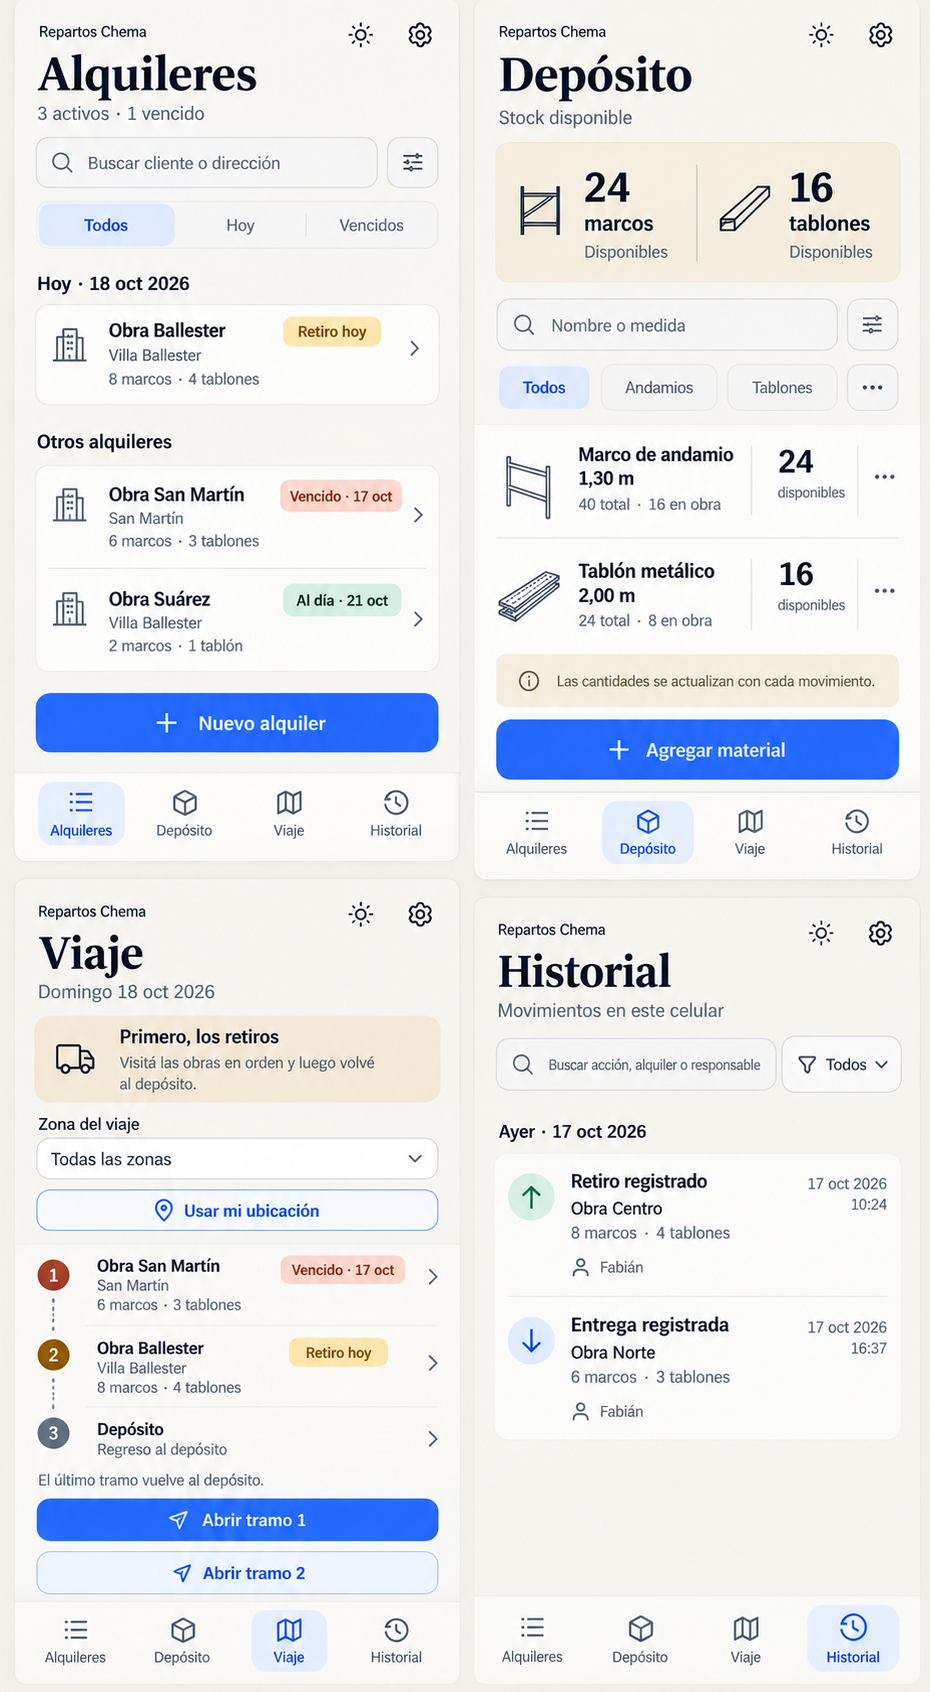 Repartos Chema
Alquileres
3 activos · 1 vencido
Buscar cliente o dirección
Todos
Hoy
Vencidos
Hoy · 18 oct 2026
Obra Ballester
Retiro hoy
Villa Ballester
8 marcos · 4 tablones
Otros alquileres
Obra San Martín
Vencido · 17 oct
San Martín
6 marcos · 3 tablones
Obra Suárez
Al día · 21 oct
Villa Ballester
2 marcos · 1 tablón
Nuevo alquiler
Alquileres
Depósito
Viaje
Historial
Repartos Chema
Depósito
Stock disponible
24
marcos
Disponibles
16
tablones
Disponibles
Nombre o medida
Todos
Andamios
Tablones
Marco de andamio
1,30 m
40 total · 16 en obra
24
disponibles
Tablón metálico
2,00 m
24 total · 8 en obra
16
disponibles
Las cantidades se actualizan con cada movimiento.
Agregar material
Alquileres
Depósito
Viaje
Historial
Repartos Chema
Viaje
Domingo 18 oct 2026
Primero, los retiros
Visitá las obras en orden y luego volvé
al depósito.
Zona del viaje
Todas las zonas
Usar mi ubicación
1
Obra San Martín
Vencido · 17 oct
San Martín
6 marcos · 3 tablones
2
Obra Ballester
Retiro hoy
Villa Ballester
8 marcos · 4 tablones
3
Depósito
Regreso al depósito
El último tramo vuelve al depósito.
Abrir tramo 1
Abrir tramo 2
Alquileres
Depósito
Viaje
Historial
Repartos Chema
Historial
Movimientos en este celular
Buscar acción, alquiler o responsable
Todos
Ayer · 17 oct 2026
Retiro registrado
17 oct 2026
10:24
Obra Centro
8 marcos · 4 tablones
Fabián
Entrega registrada
17 oct 2026
16:37
Obra Norte
6 marcos · 3 tablones
Fabián
Alquileres
Depósito
Viaje
Historial